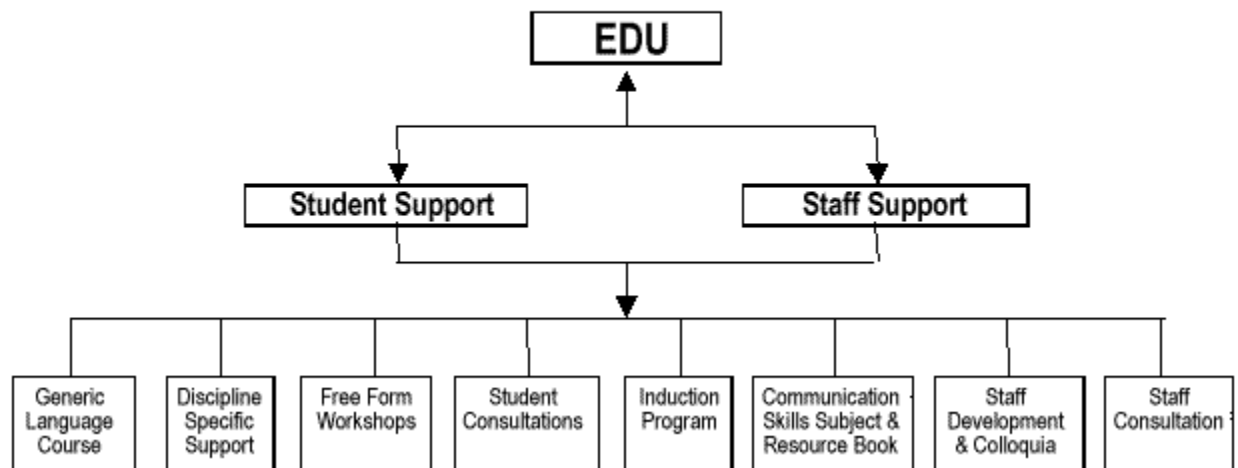 EDU
Student Support
Staff Support
Generic
Language
Course
Discipline
Specific
Support
Free Form
Workshops
Student
Consultations
Induction
Program
Communication
Skills Subject &
Resource Book
Staff
Development
& Colloquia
Staff
Consultation